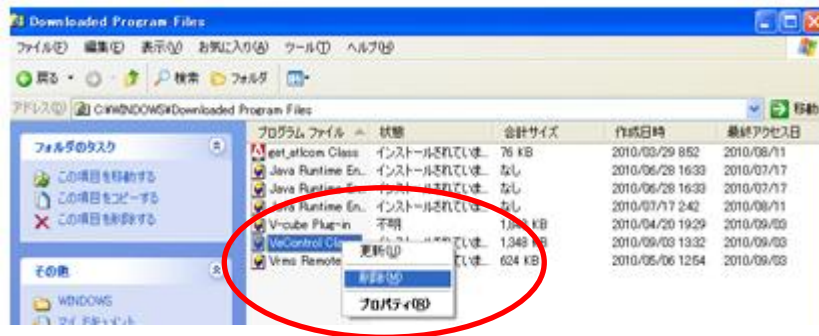 Downloaded Program Files
ファイル(F) 編集(E) 表示(V) お気に入り(A) ツール(T) ヘルプ(H)
戻る 検索 フォルダ
アドレス(D) C:¥WINDOWS¥Downloaded Program Files 移動
プログラム ファイル 状態 合計サイズ 作成日時 最終アクセス日
フォルダのタスク
この項目を移動する
この項目をコピーする
この項目を削除する
その他
WINDOWS
マイ ドキュメント
get_atlcom Class インストールされていま... 76 KB 2010/03/29 8:52 2010/08/11
Java Runtime En... インストールされていま... なし 2010/06/28 16:33 2010/07/17
Java Runtime En... インストールされていま... なし 2010/06/28 16:33 2010/07/17
Java Runtime En... インストールされていま... なし 2010/07/17 2:42 2010/08/11
V-cube Plug-in 不明 KB 2010/04/20 19:29 2010/09/03
VeControl 1,348 KB 2010/09/03 13:32 2010/09/03
Vrms Remote 624 KB 2010/05/06 12:54 2010/09/03
更新(U)
削除(M)
プロパティ(R)